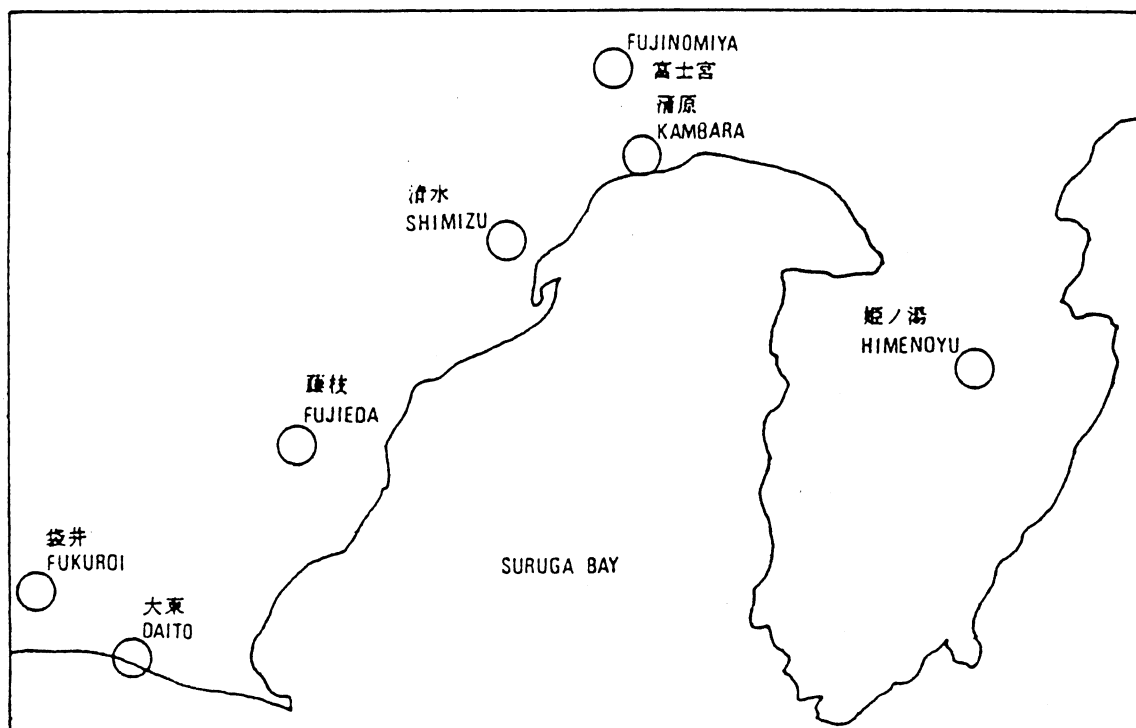 FUJINOMIYA
富士宮
蒲原
KAMBARA
清水
SHIMIZU
姫ノ湯
HIMENOYU
藤枝
FUJIEDA
袋井
FUKUROI
大東
DAITO
SURUGA BAY